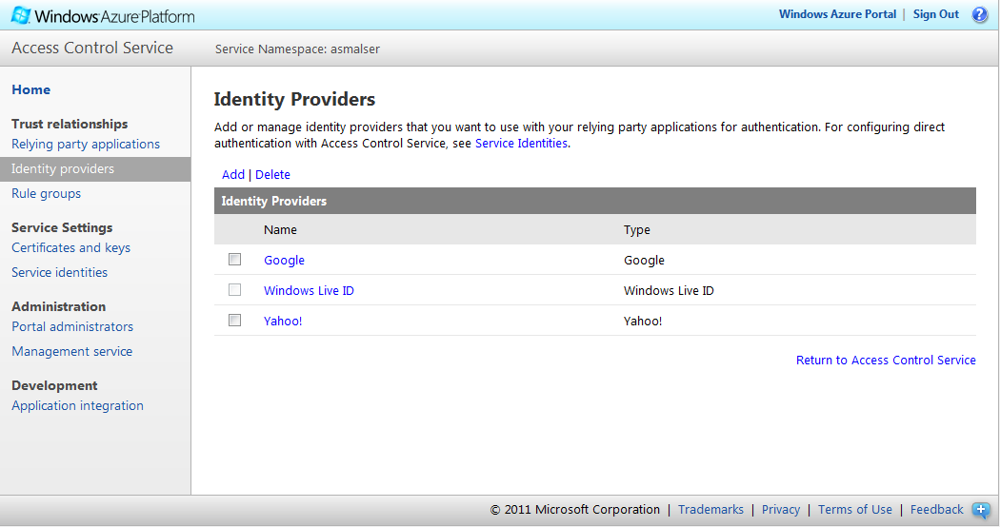 Windows Azure Platform
Windows Azure Portal | Sign Out ?
Access Control Service
Service Namespace: asmalser
Home
Trust relationships
Relying party applications
Identity providers
Rule groups
Service Settings
Certificates and keys
Service identities
Administration
Portal administrators
Management service
Development
Application integration
Identity Providers
Add or manage identity providers that you want to use with your relying party applications for authentication. For configuring direct
authentication with Access Control Service, see Service Identities.
Add | Delete
Identity Providers
Name Type
Google Google
Windows Live ID Windows Live ID
Yahoo! Yahoo!
Return to Access Control Service
© 2011 Microsoft Corporation | Trademarks | Privacy | Terms of Use | Feedback